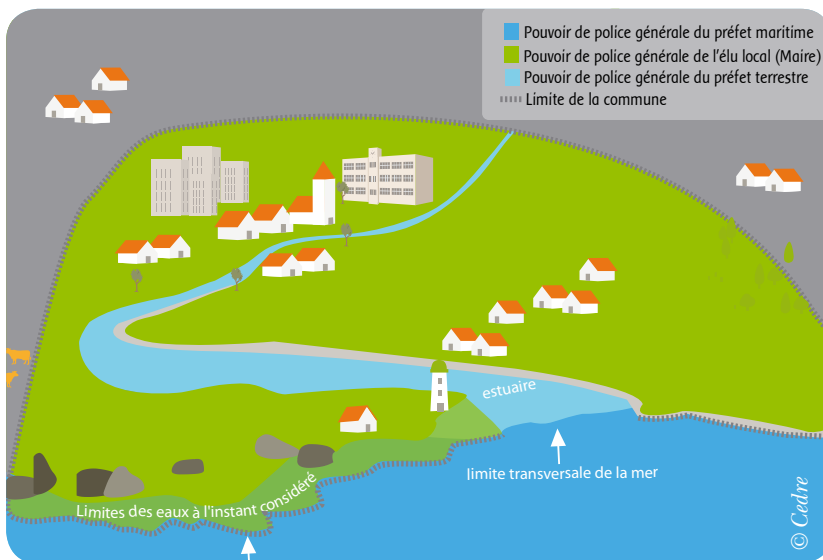 Pouvoir de police générale du préfet maritime
Pouvoir de police générale de l'élu local (Maire)
Pouvoir de police générale du préfet terrestre
Limite de la commune
estuaire
limite transversale de la mer
Limites des eaux à l'instant considéré
© Cedre